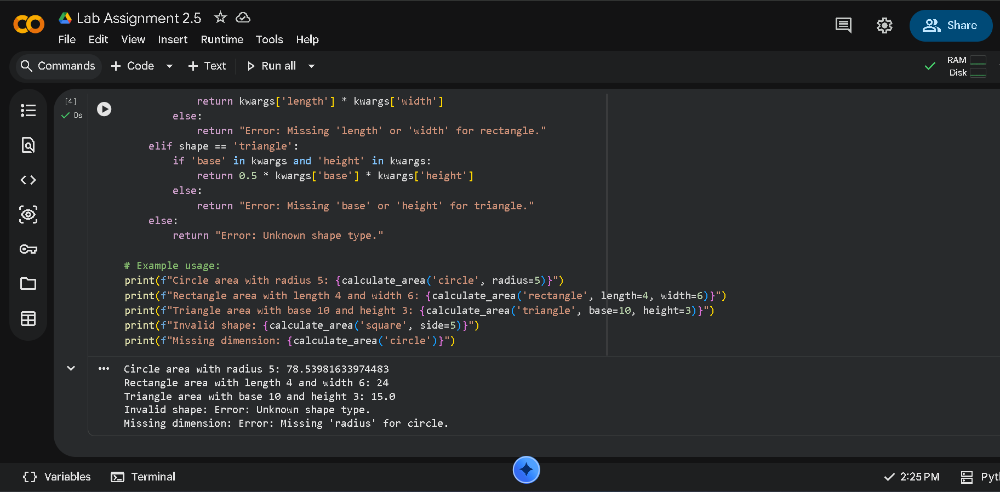 Lab Assignment 2.5
File Edit View Insert Runtime Tools Help
Share
Commands + Code + Text Run all
RAM
Disk
[4]
0s
                return kwargs['length'] * kwargs['width']
            else:
                return "Error: Missing 'length' or 'width' for rectangle."
        elif shape == 'triangle':
            if 'base' in kwargs and 'height' in kwargs:
                return 0.5 * kwargs['base'] * kwargs['height']
            else:
                return "Error: Missing 'base' or 'height' for triangle."
        else:
            return "Error: Unknown shape type."
# Example usage:
print(f"Circle area with radius 5: {calculate_area('circle', radius=5)}")
print(f"Rectangle area with length 4 and width 6: {calculate_area('rectangle', length=4, width=6)}")
print(f"Triangle area with base 10 and height 3: {calculate_area('triangle', base=10, height=3)}")
print(f"Invalid shape: {calculate_area('square', side=5)}")
print(f"Missing dimension: {calculate_area('circle')}")
Circle area with radius 5: 78.53981633974483
Rectangle area with length 4 and width 6: 24
Triangle area with base 10 and height 3: 15.0
Invalid shape: Error: Unknown shape type.
Missing dimension: Error: Missing 'radius' for circle.
{} Variables Terminal
2:25 PM